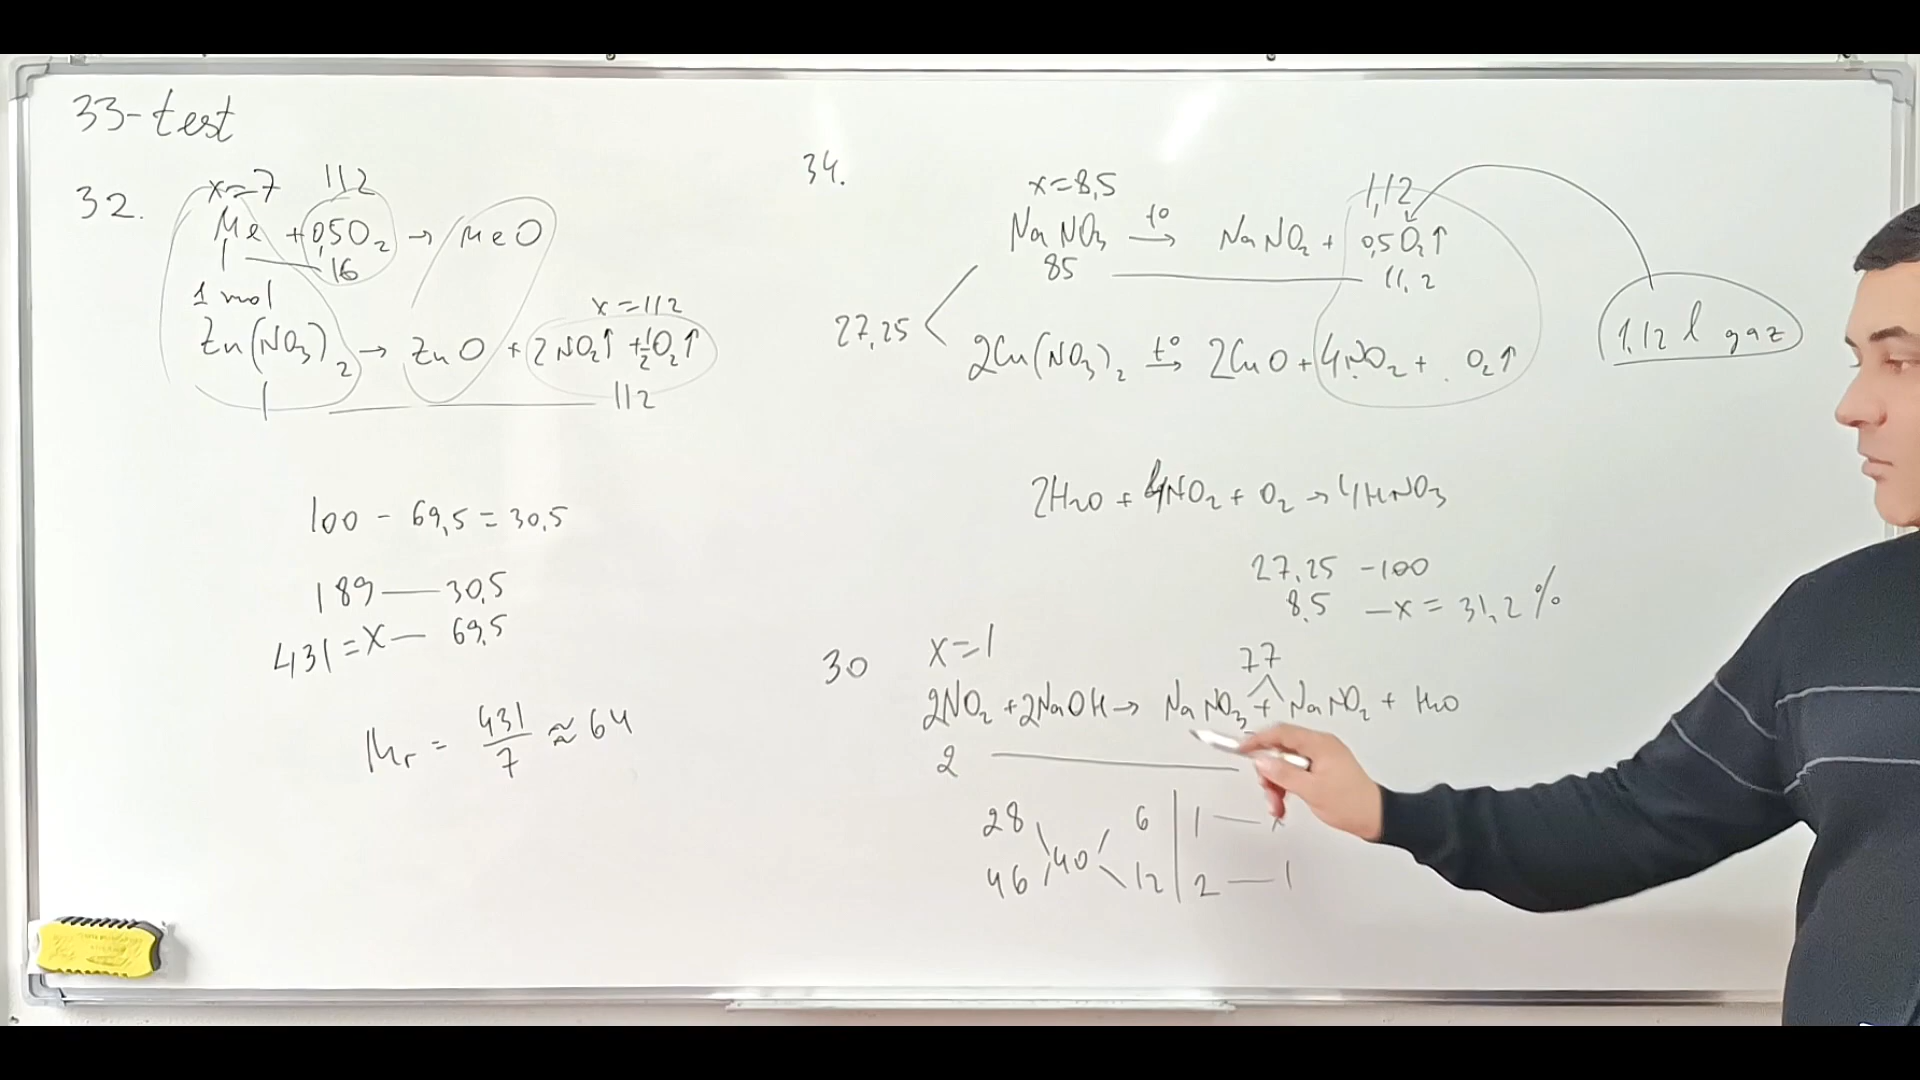 33-test
32.
x=7 112
Me + 0,5O2 → MeO
1 — 16
1 mol x=112
Zn(NO3)2 → ZnO + 2NO2↑ + 1/2O2↑
1 — 112
100 - 69,5 = 30,5
189 — 30,5
431 = x — 69,5
Mr = 431/7 ≈ 64
34.
x=8,5 1,12
NaNO3 t° → NaNO2 + 0,5O2↑
85 — 11,2
27,25
1,12 l gaz
2Cu(NO3)2 t° → 2CuO + 4NO2 + O2↑
2H2O + 4NO2 + O2 → 4HNO3
27,25 - 100
8,5 - x = 31,2 %
30
x=1 77
2NO2 + 2NaOH → NaNO3 + NaNO2 + H2O
2 —
28 6 | 1 — x
40
46 12 | 2 — 1